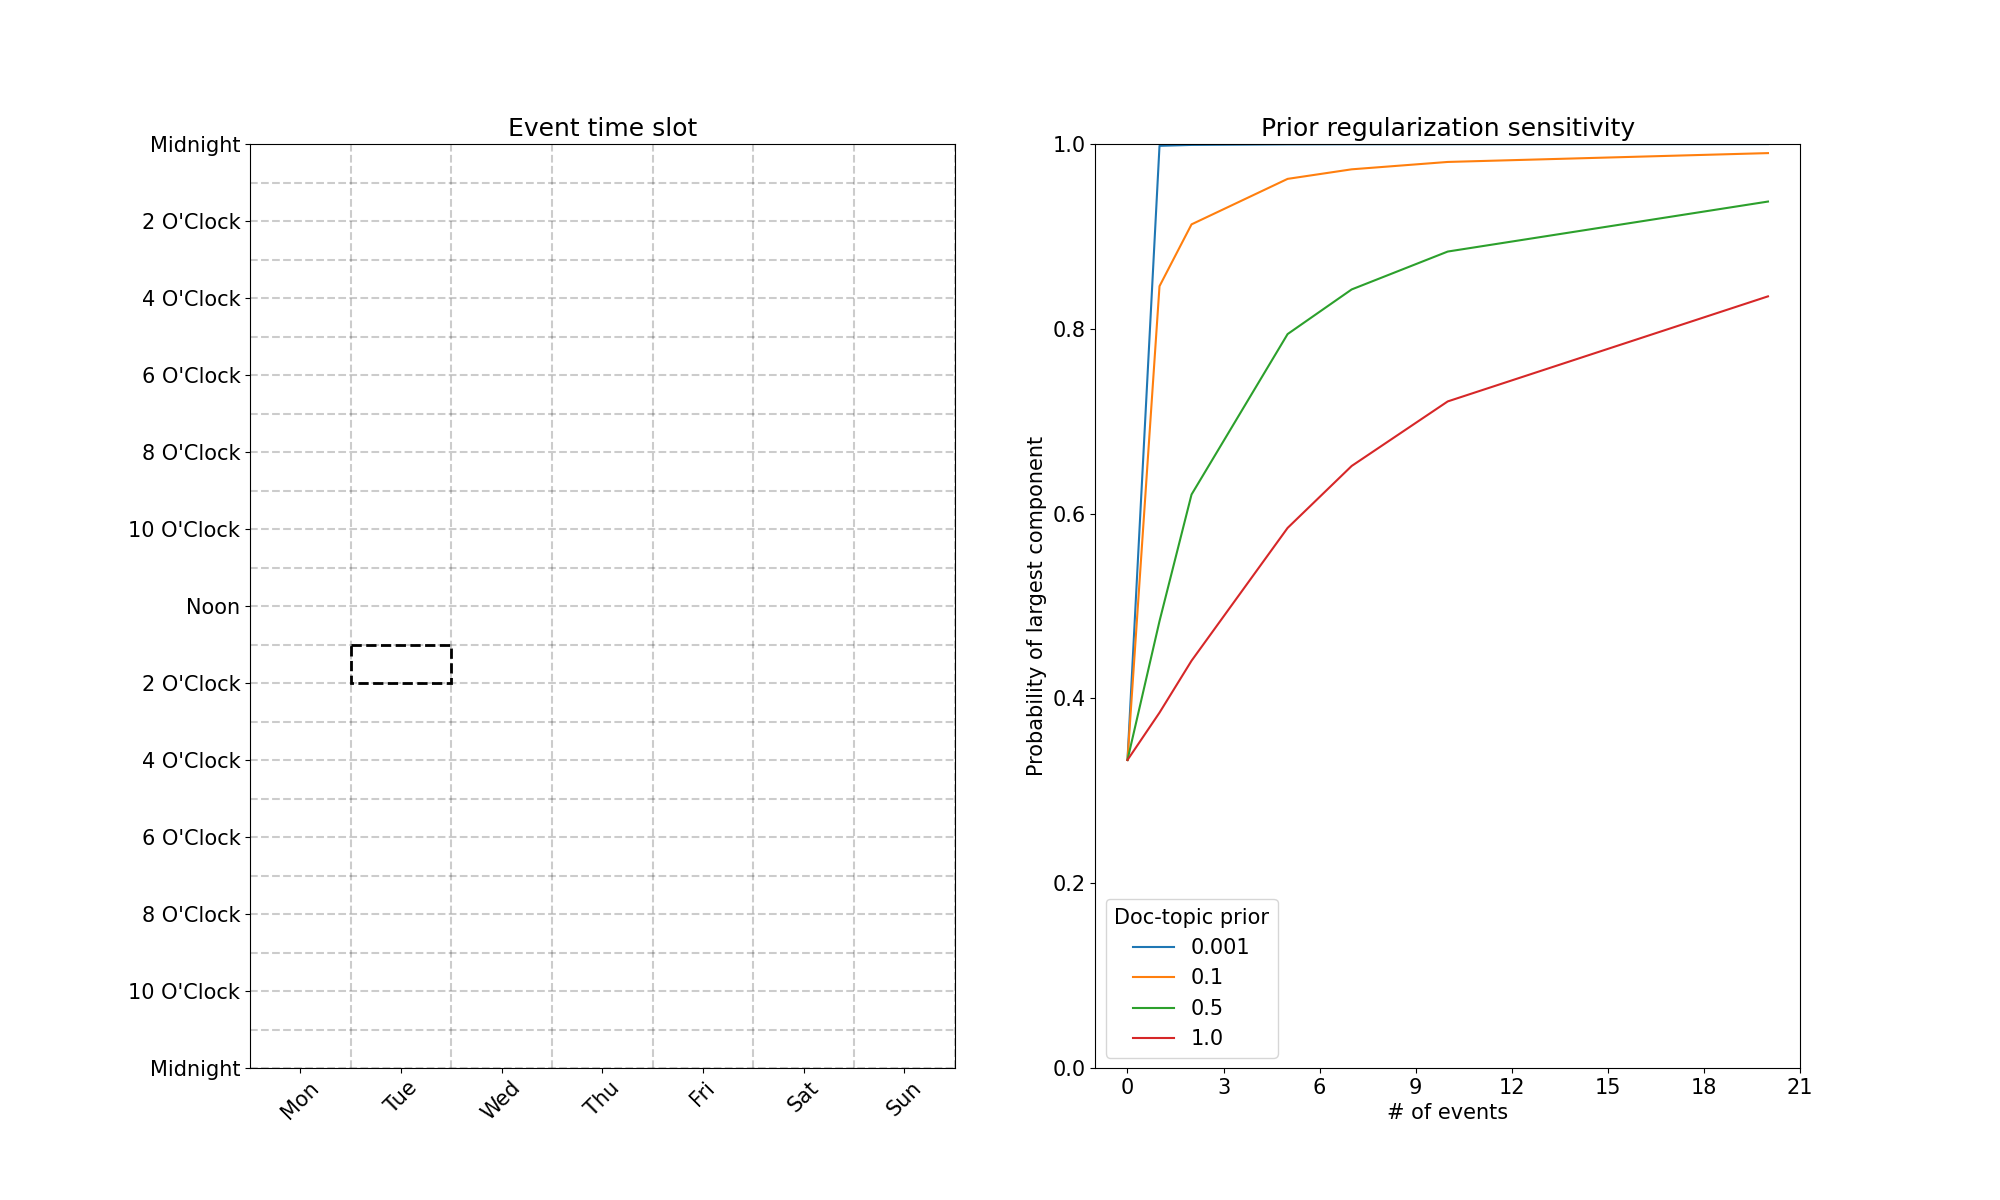 Event time slot
Midnight
2 O'Clock
4 O'Clock
6 O'Clock
8 O'Clock
10 O'Clock
Noon
2 O'Clock
4 O'Clock
6 O'Clock
8 O'Clock
10 O'Clock
Midnight
Mon Tue Wed Thu Fri Sat Sun
Prior regularization sensitivity
Probability of largest component
1.0
0.8
0.6
0.4
0.2
0.0
Doc-topic prior
0.001
0.1
0.5
1.0
0 3 6 9 12 15 18 21
# of events